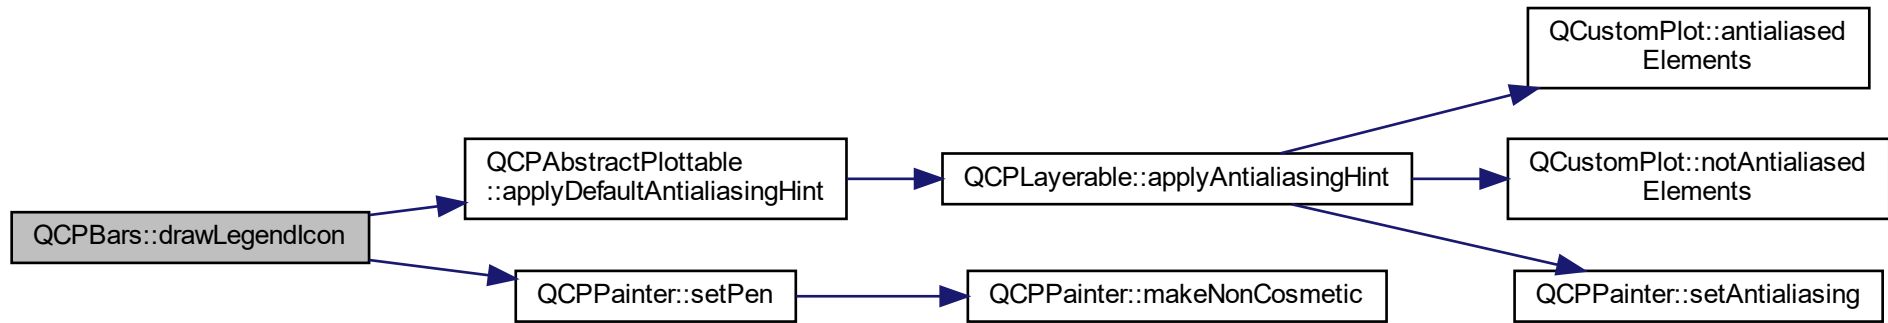 QCPBars::drawLegendIcon
QCPAbstractPlottable
::applyDefaultAntialiasingHint
QCPPainter::setPen
QCPLayerable::applyAntialiasingHint
QCPPainter::makeNonCosmetic
QCustomPlot::antialiased
Elements
QCustomPlot::notAntialiased
Elements
QCPPainter::setAntialiasing